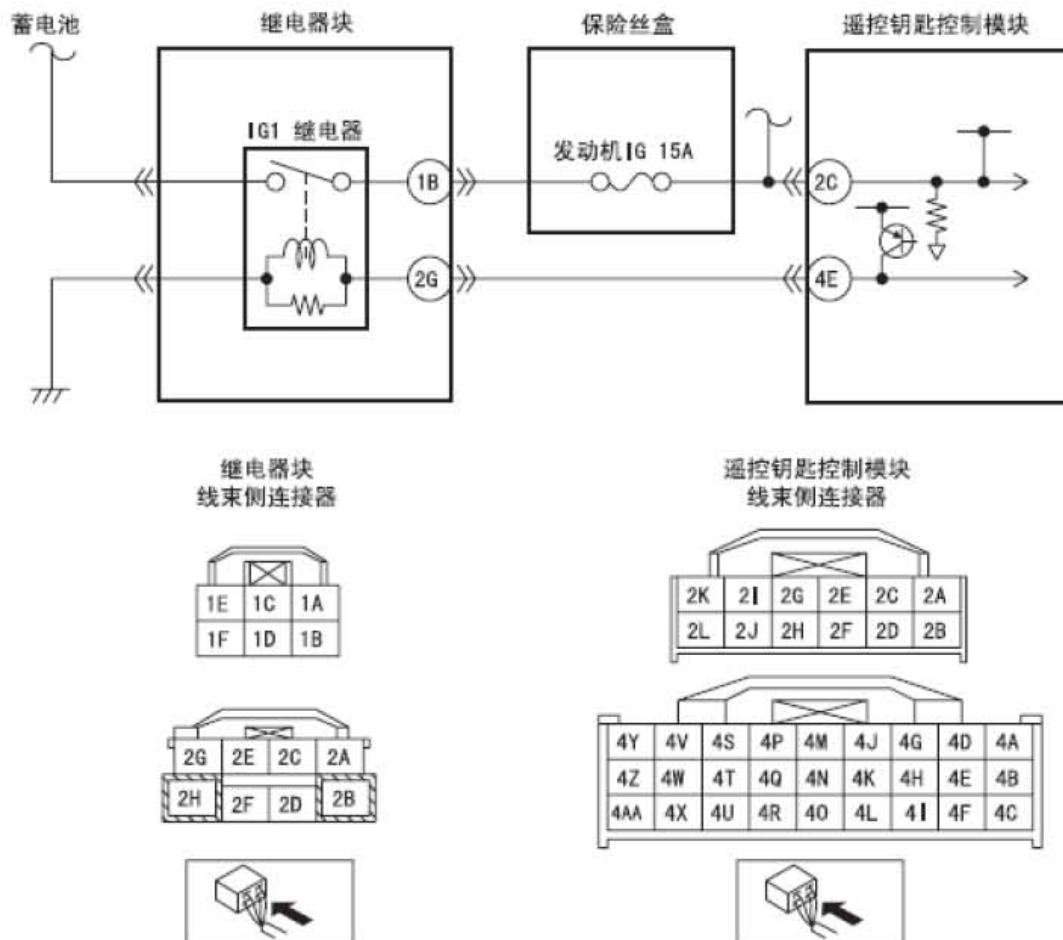 蓄电池 继电器块 保险丝盒 遥控钥匙控制模块
IG1 继电器
发动机IG 15A
1B 2C
2G 4E
继电器块
线束侧连接器
1E 1C 1A
1F 1D 1B
2G 2E 2C 2A
2H 2F 2D 2B
遥控钥匙控制模块
线束侧连接器
2K 2I 2G 2E 2C 2A
2L 2J 2H 2F 2D 2B
4Y 4V 4S 4P 4M 4J 4G 4D 4A
4Z 4W 4T 4Q 4N 4K 4H 4E 4B
4AA 4X 4U 4R 4O 4L 4I 4F 4C